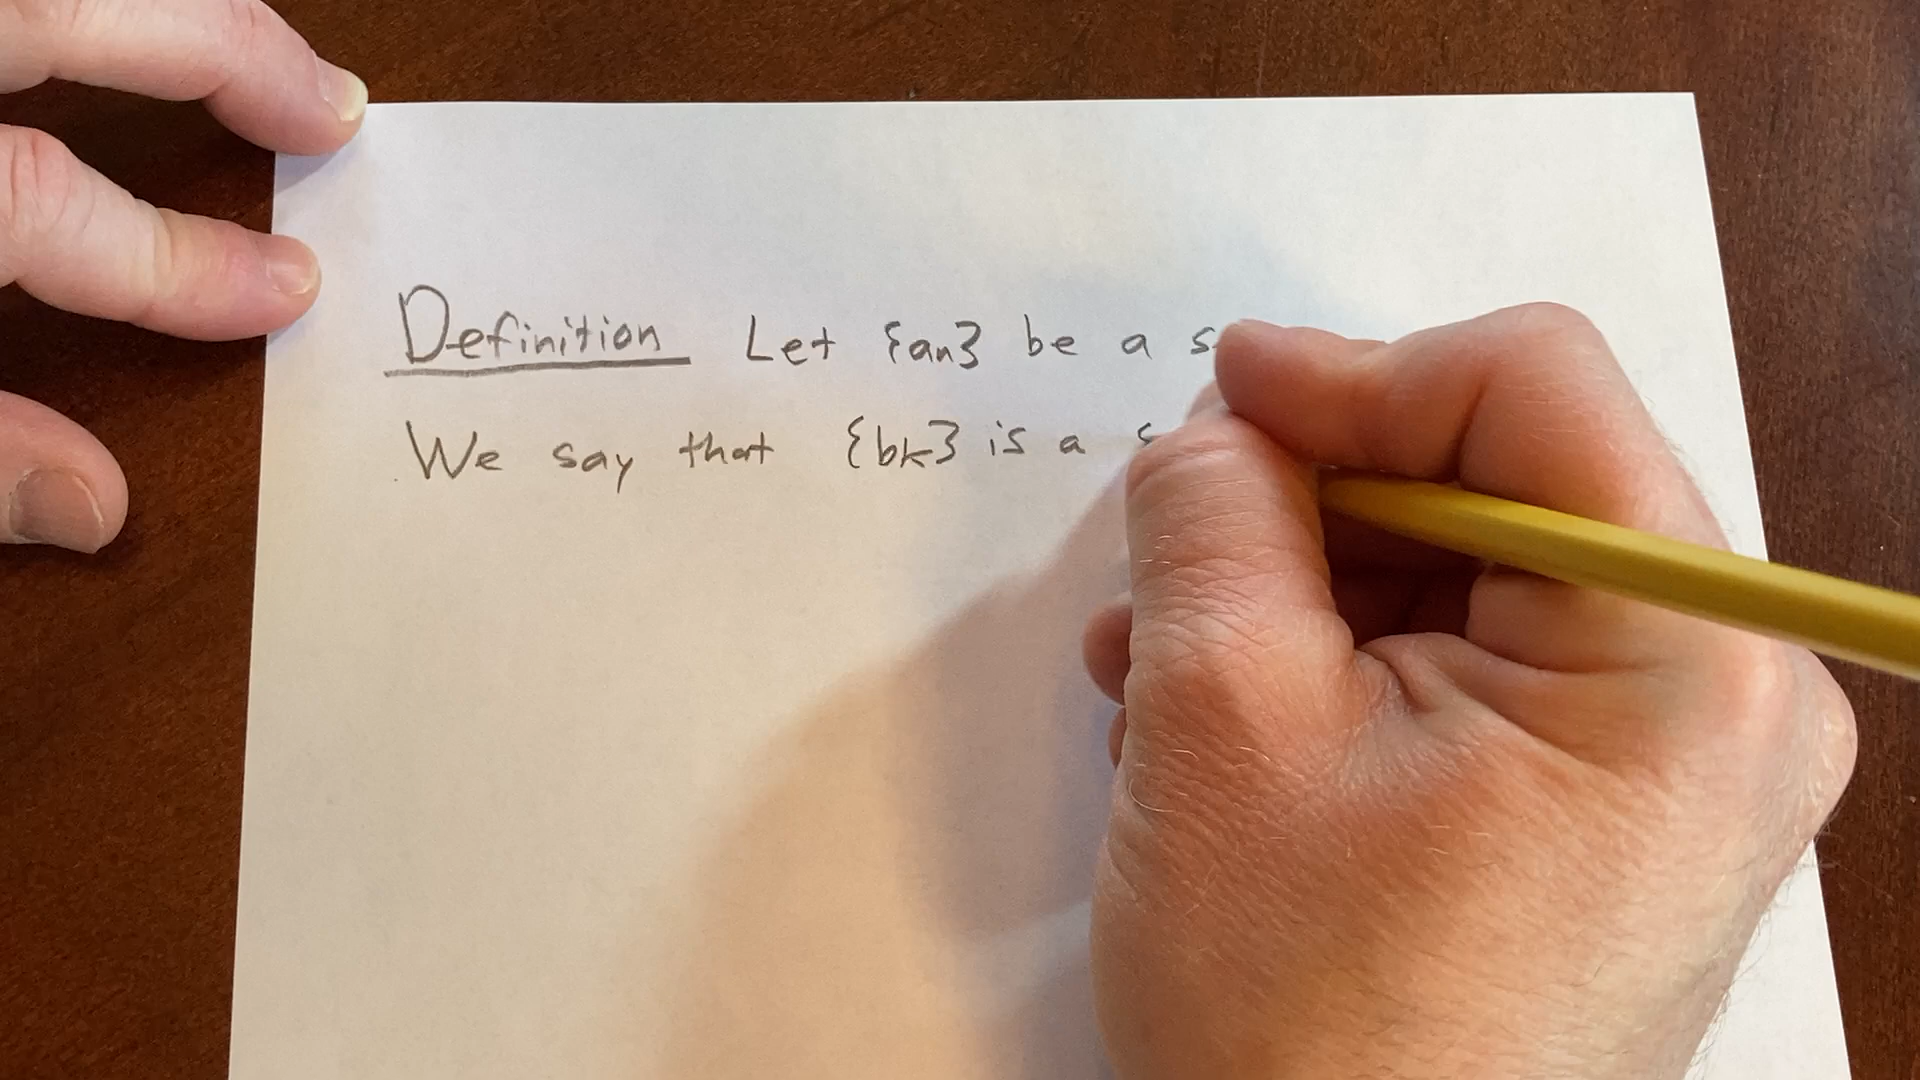 Definition Let {an} be a
We say that {bk} is a